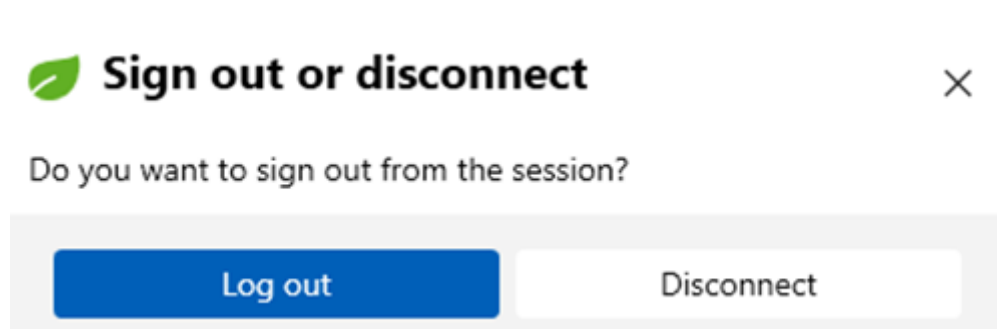 Sign out or disconnect
Do you want to sign out from the session?
Log out Disconnect